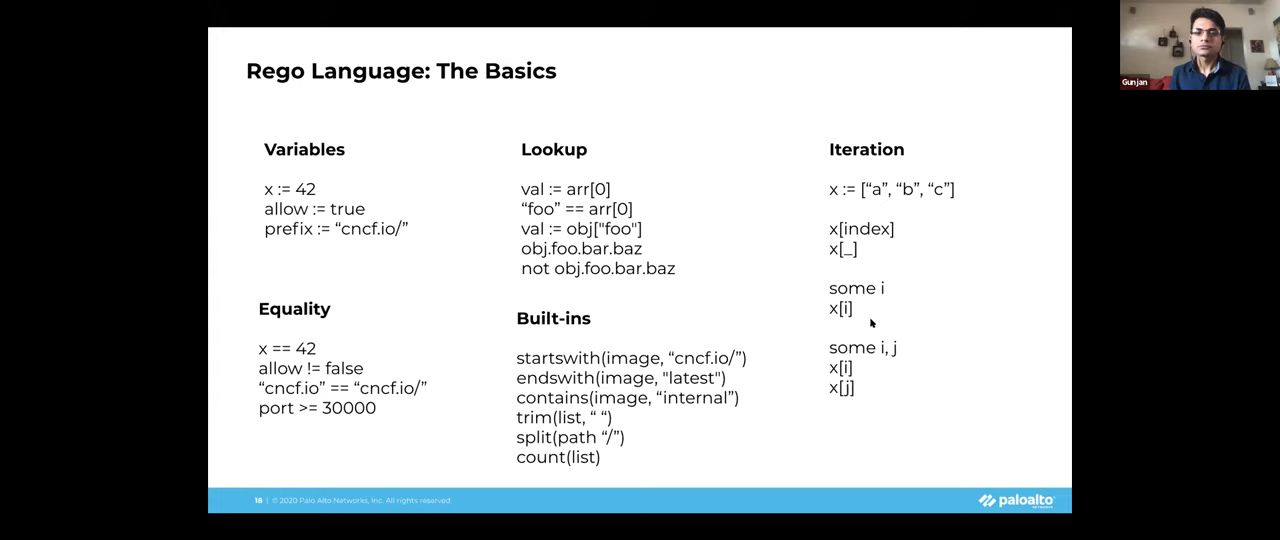 Rego Language: The Basics
Variables
x := 42
allow := true
prefix := “cncf.io/”
Equality
x == 42
allow != false
“cncf.io” == “cncf.io/”
port >= 30000
Lookup
val := arr[0]
“foo” == arr[0]
val := obj["foo"]
obj.foo.bar.baz
not obj.foo.bar.baz
Built-ins
startswith(image, “cncf.io/”)
endswith(image, "latest")
contains(image, “internal”)
trim(list, “ “)
split(path “/”)
count(list)
Iteration
x := [“a”, “b”, “c”]
x[index]
x[_]
some i
x[i]
some i, j
x[i]
x[j]
18 | © 2020 Palo Alto Networks, Inc. All rights reserved.
paloalto
NETWORKS
Gunjan